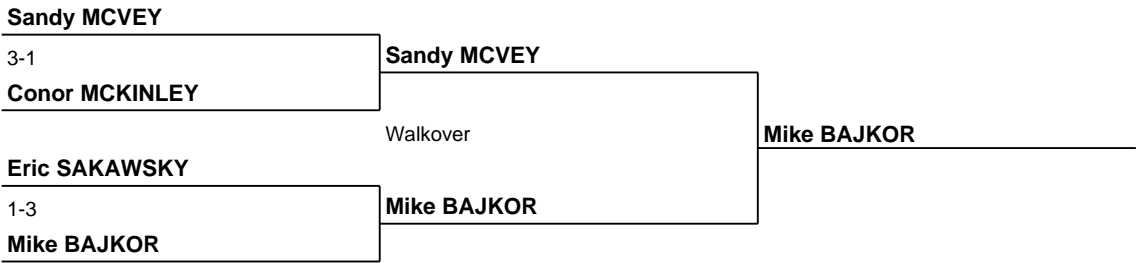 Sandy MCVEY
3-1
Sandy MCVEY
Conor MCKINLEY
Walkover
Mike BAJKOR
Eric SAKAWSKY
1-3
Mike BAJKOR
Mike BAJKOR